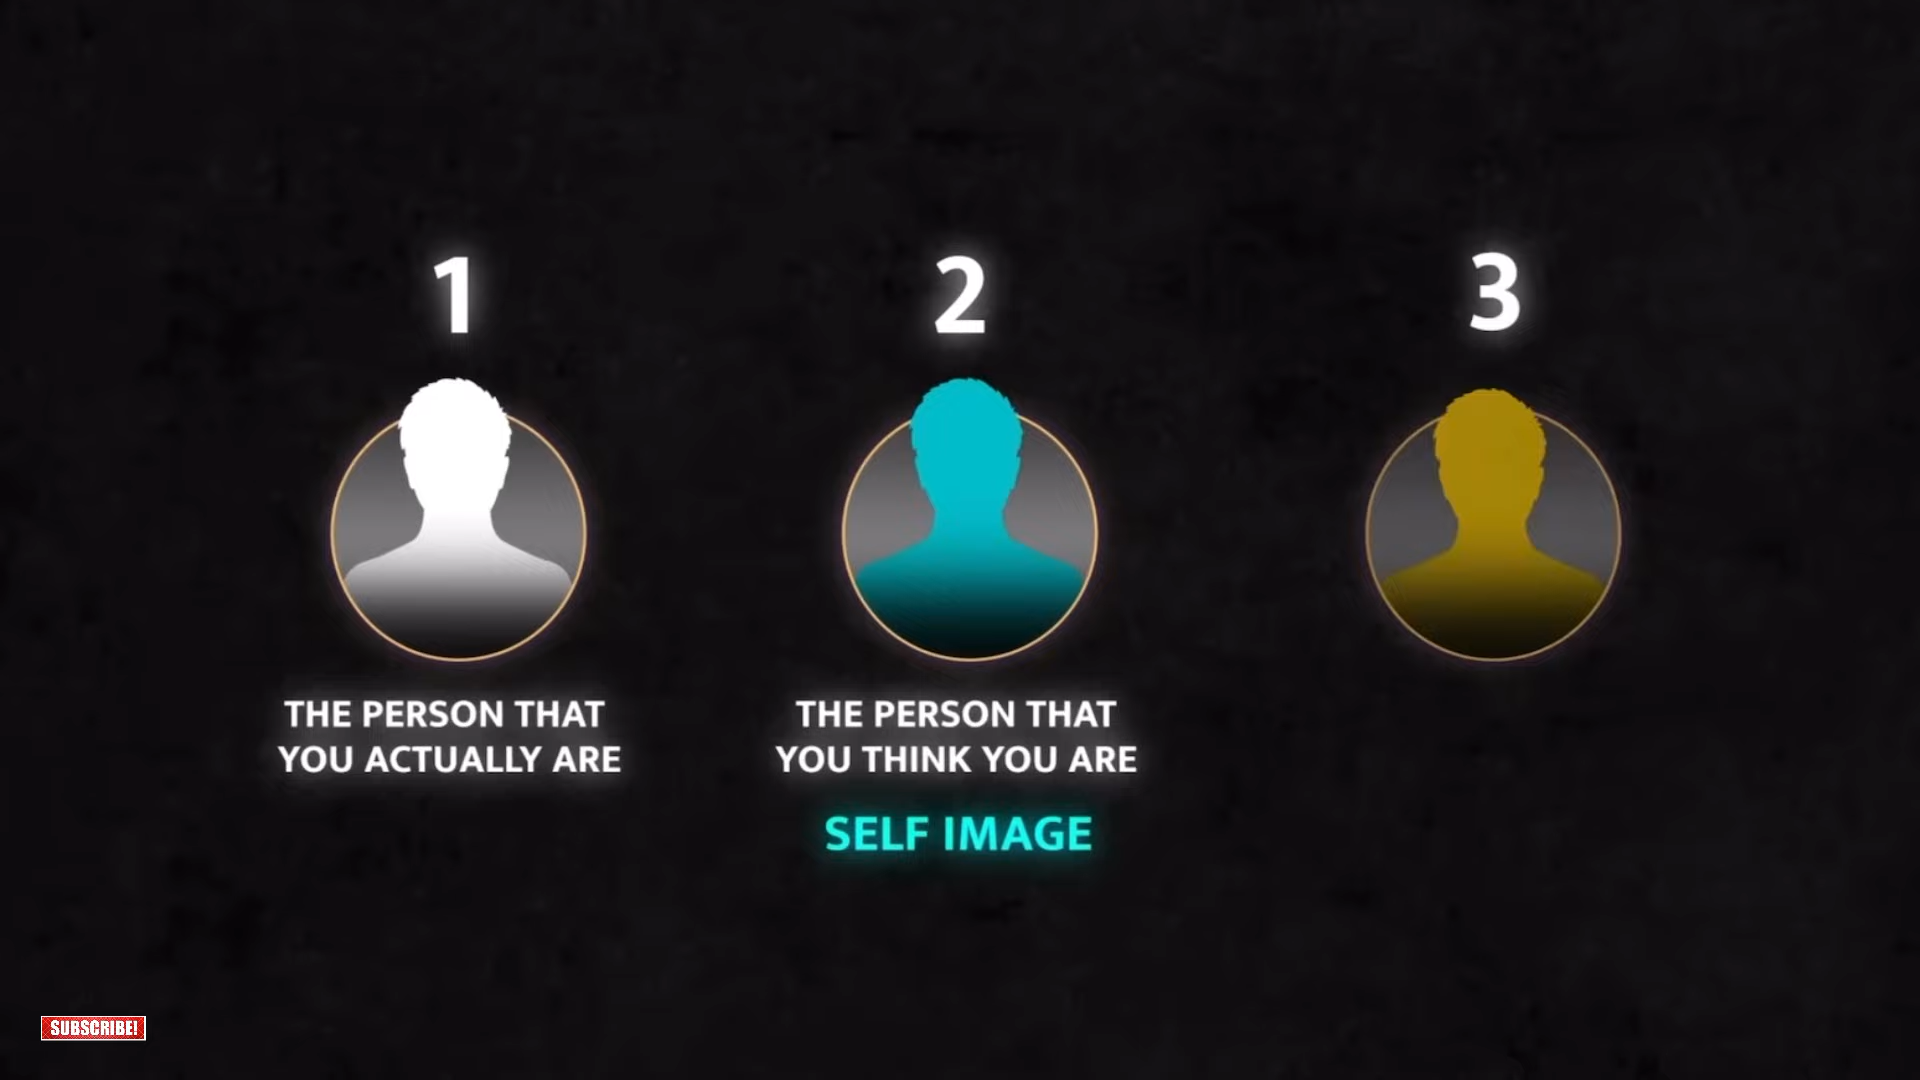 1
2
3
THE PERSON THAT
YOU ACTUALLY ARE
THE PERSON THAT
YOU THINK YOU ARE
SELF IMAGE
SUBSCRIBE!